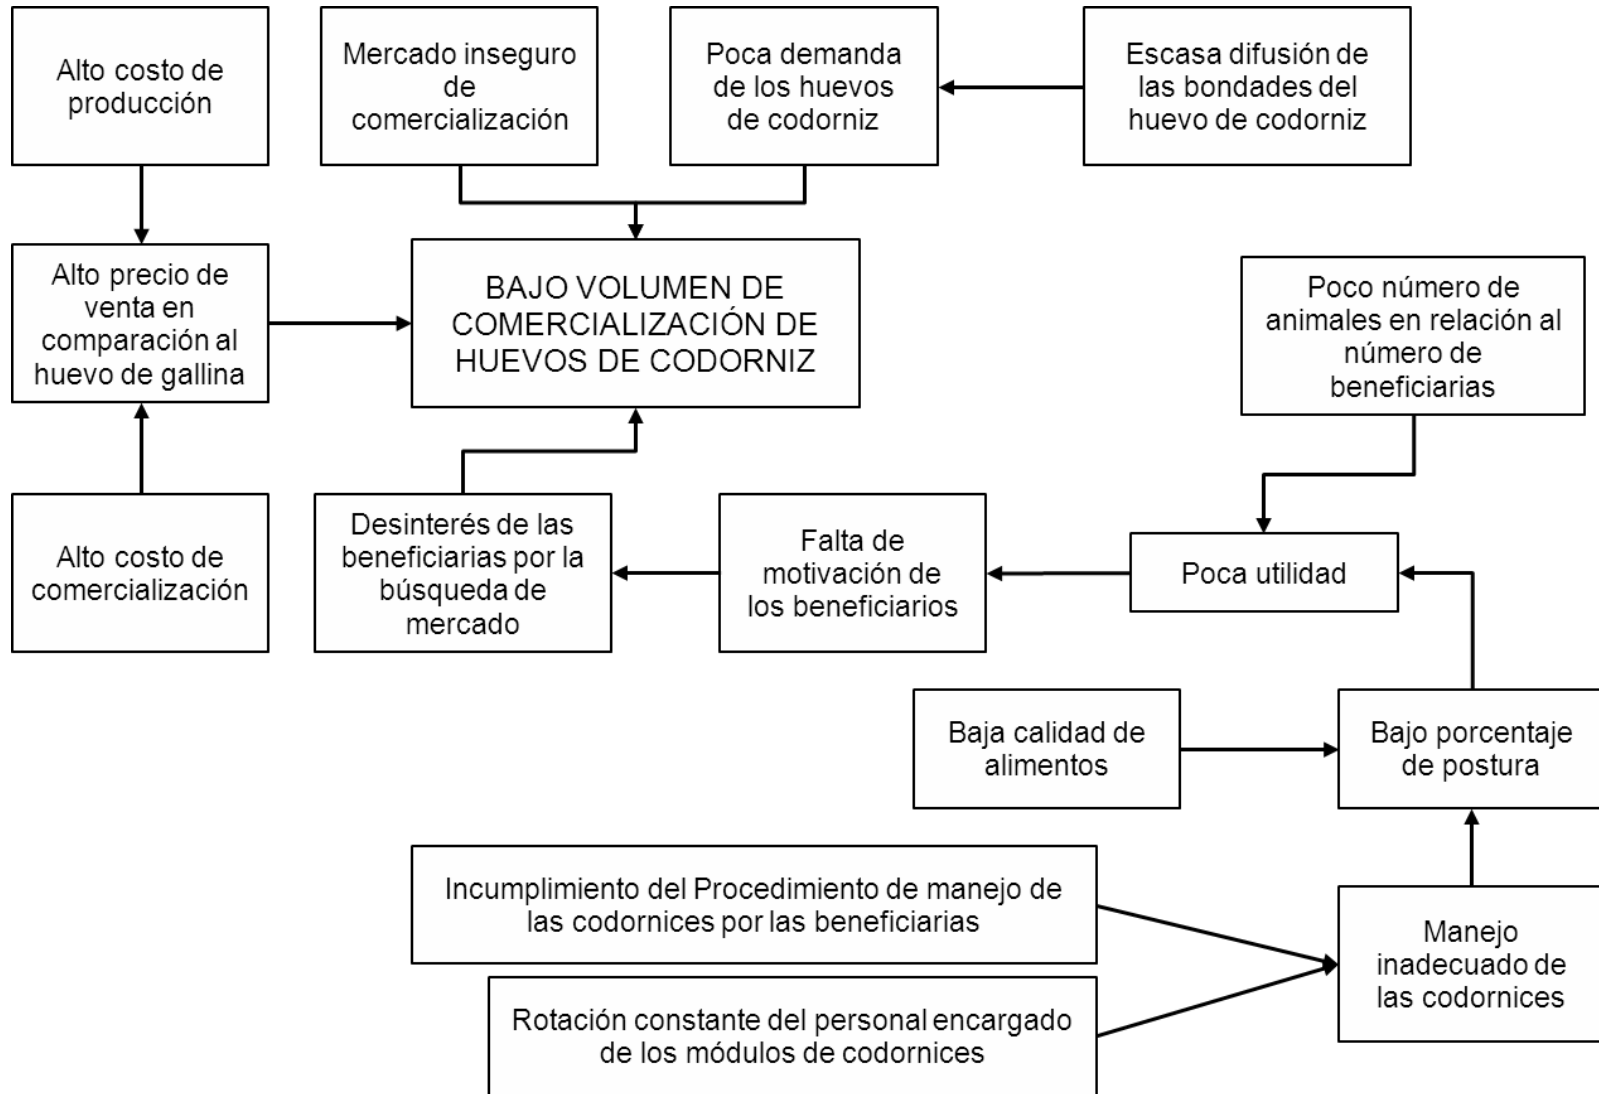 Alto costo de
producción
Mercado inseguro
de
comercialización
Poca demanda
de los huevos
de codorniz
Escasa difusión de
las bondades del
huevo de codorniz
Alto precio de
venta en
comparación al
huevo de gallina
BAJO VOLUMEN DE
COMERCIALIZACIÓN DE
HUEVOS DE CODORNIZ
Poco número de
animales en relación al
número de
beneficiarias
Alto costo de
comercialización
Desinterés de las
beneficiarias por la
búsqueda de
mercado
Falta de
motivación de
los beneficiarios
Poca utilidad
Baja calidad de
alimentos
Bajo porcentaje
de postura
Incumplimiento del Procedimiento de manejo de
las codornices por las beneficiarias
Manejo
inadecuado de
las codornices
Rotación constante del personal encargado
de los módulos de codornices